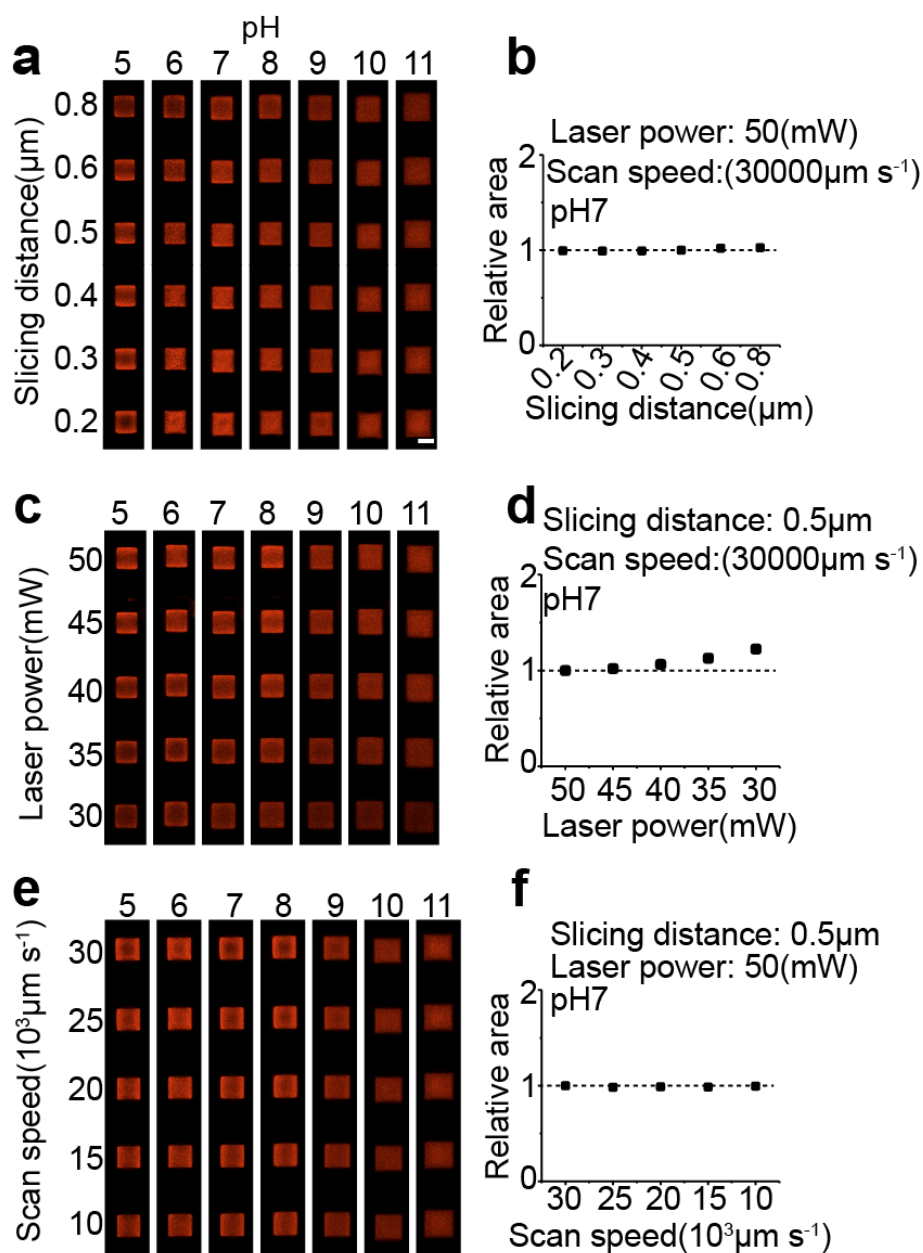 a
pH
5 6 7 8 9 10 11
Slicing distance(μm)
0.8
0.6
0.5
0.4
0.3
0.2
b
Laser power: 50(mW)
Scan speed:(30000μm s⁻¹)
pH7
Relative area
2
1
0
0.2 0.3 0.4 0.5 0.6 0.8
Slicing distance(μm)
c
5 6 7 8 9 10 11
Laser power(mW)
50
45
40
35
30
d
Slicing distance: 0.5μm
Scan speed:(30000μm s⁻¹)
pH7
Relative area
2
1
0
50 45 40 35 30
Laser power(mW)
e
5 6 7 8 9 10 11
Scan speed(10³μm s⁻¹)
30
25
20
15
10
f
Slicing distance: 0.5μm
Laser power: 50(mW)
pH7
Relative area
2
1
0
30 25 20 15 10
Scan speed(10³μm s⁻¹)